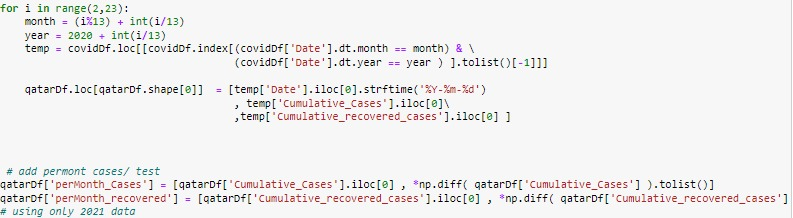 for i in range(2,23):
    month = (i%13) + int(i/13)
    year = 2020 + int(i/13)
    temp = covidDf.loc[[covidDf.index[(covidDf['Date'].dt.month == month) & \
                                      (covidDf['Date'].dt.year == year ) ].tolist()[-1]]]
    qatarDf.loc[qatarDf.shape[0]] = [temp['Date'].iloc[0].strftime('%Y-%m-%d')
                                     , temp['Cumulative_Cases'].iloc[0]\
                                     ,temp['Cumulative_recovered_cases'].iloc[0] ]
# add permont cases/ test
qatarDf['perMonth_Cases'] = [qatarDf['Cumulative_Cases'].iloc[0] , *np.diff( qatarDf['Cumulative_Cases'] ).tolist()]
qatarDf['perMonth_recovered'] = [qatarDf['Cumulative_recovered_cases'].iloc[0] , *np.diff( qatarDf['Cumulative_recovered_cases']
# using only 2021 data